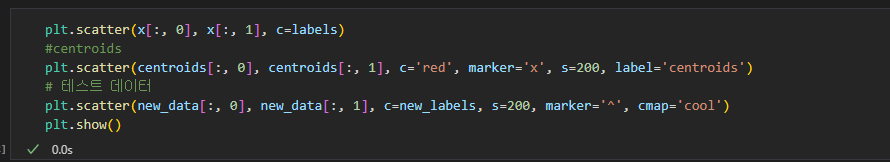 plt.scatter(x[:, 0], x[:, 1], c=labels)
#centroids
plt.scatter(centroids[:, 0], centroids[:, 1], c='red', marker='x', s=200, label='centroids')
# 테스트 데이터
plt.scatter(new_data[:, 0], new_data[:, 1], c=new_labels, s=200, marker='^', cmap='cool')
plt.show()
]
✓ 0.0s